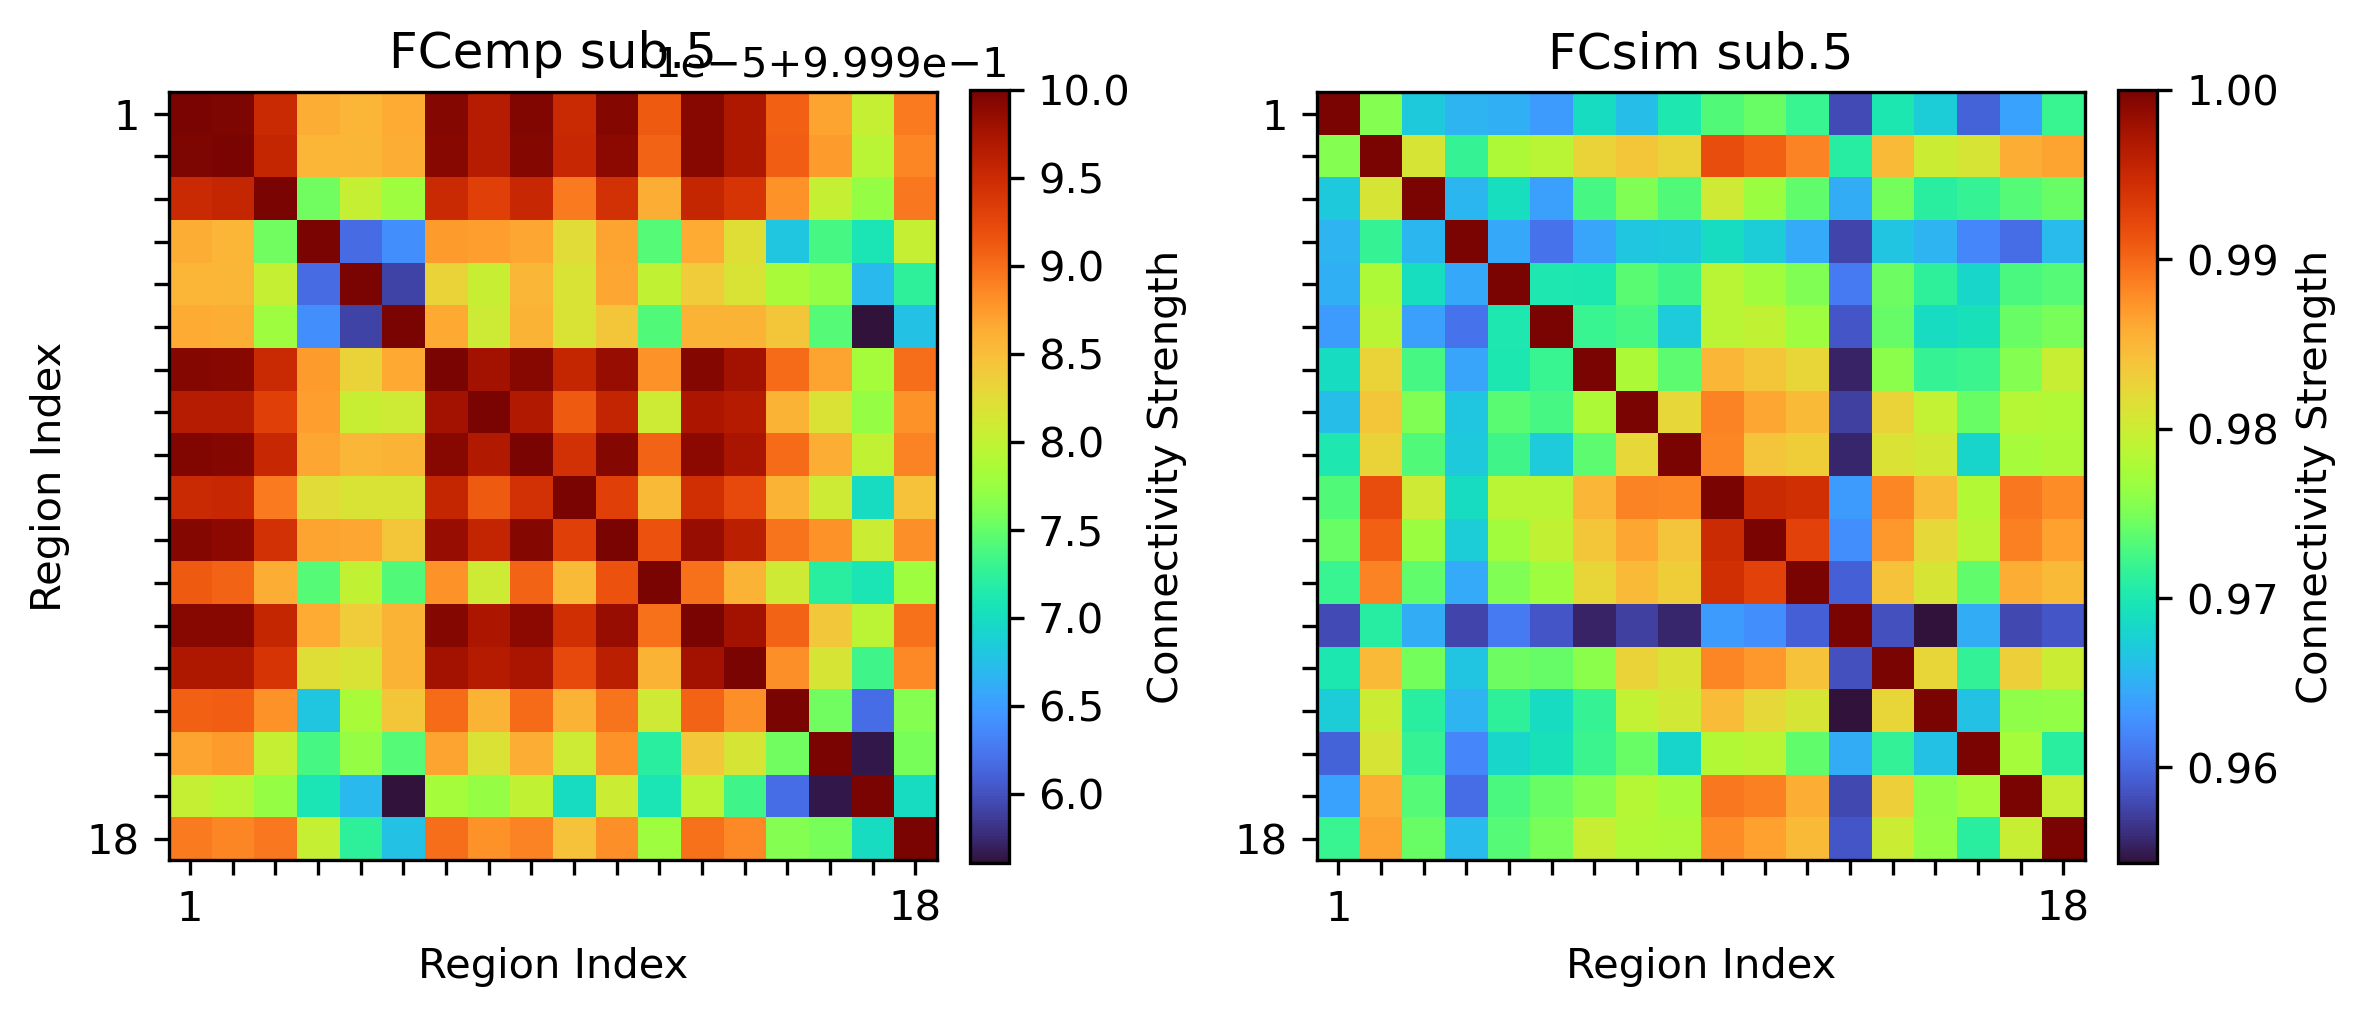 FCemp sub.5
1e−5+9.999e−1
1
18
1
18
Region Index
Region Index
10.0
9.5
9.0
8.5
8.0
7.5
7.0
6.5
6.0
Connectivity Strength
FCsim sub.5
1
18
1
18
Region Index
1.00
0.99
0.98
0.97
0.96
Connectivity Strength